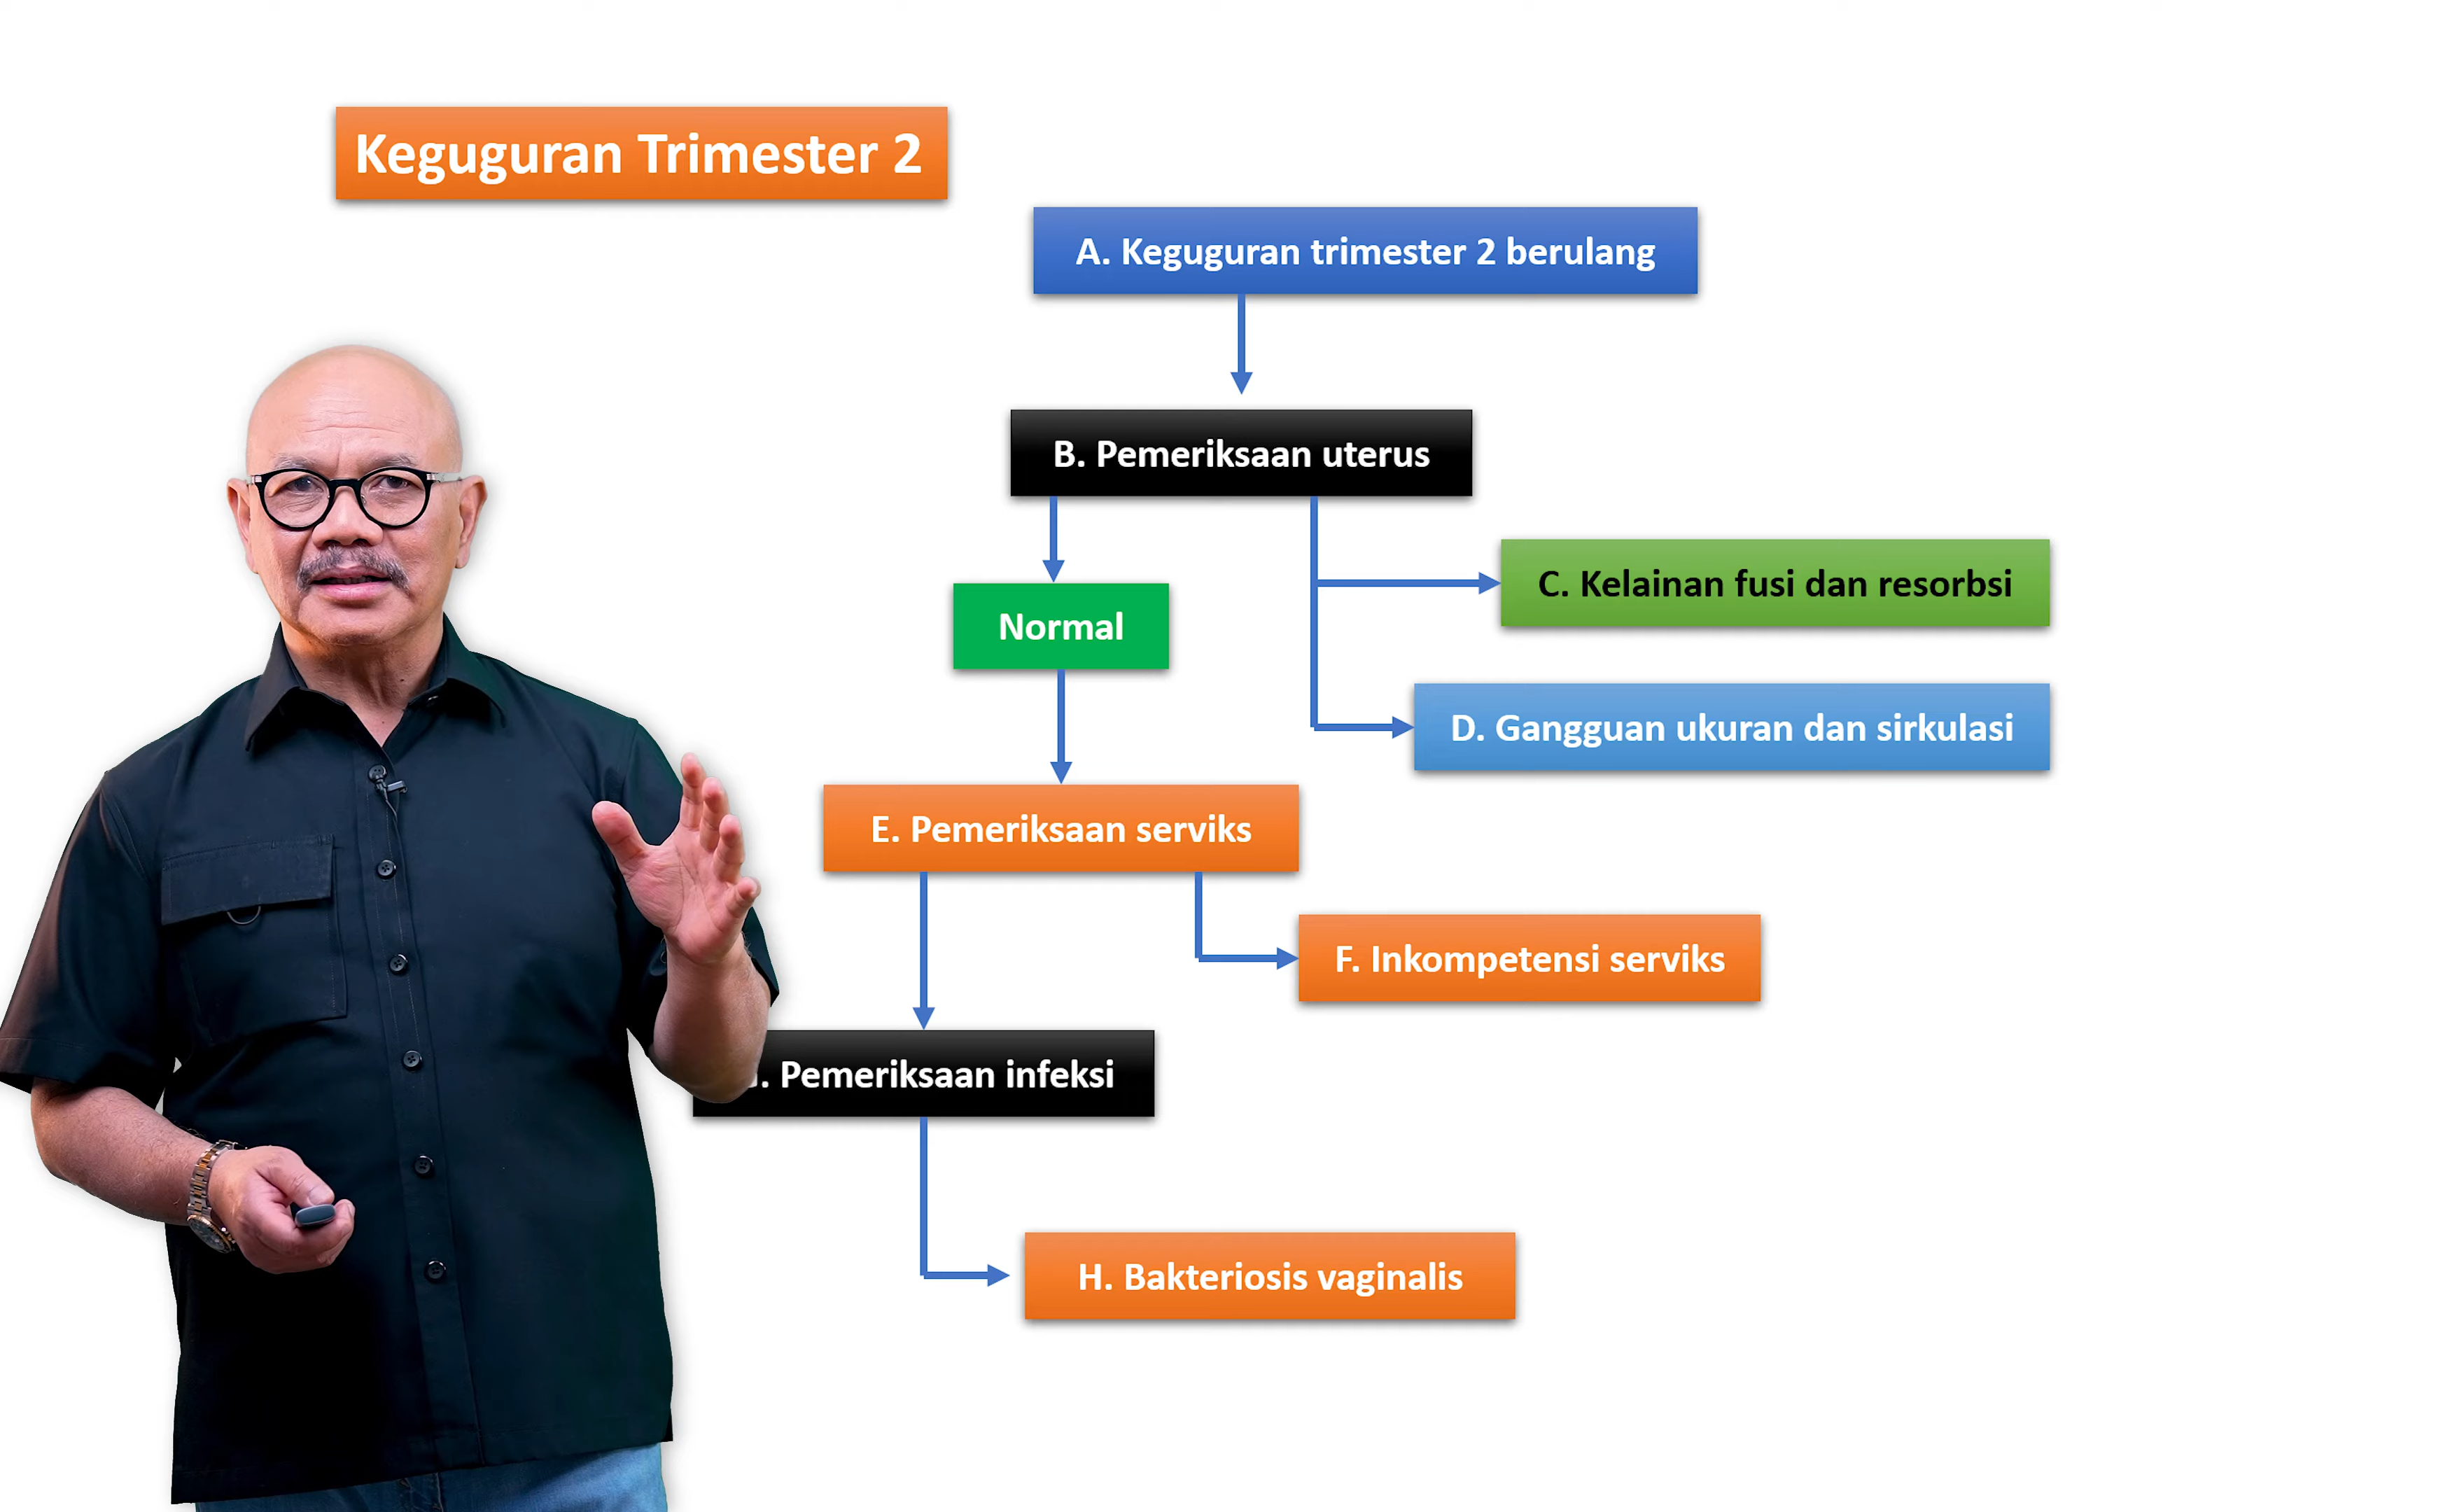 Keguguran Trimester 2
A. Keguguran trimester 2 berulang
B. Pemeriksaan uterus
C. Kelainan fusi dan resorbsi
Normal
D. Gangguan ukuran dan sirkulasi
E. Pemeriksaan serviks
F. Inkompetensi serviks
. Pemeriksaan infeksi
H. Bakteriosis vaginalis